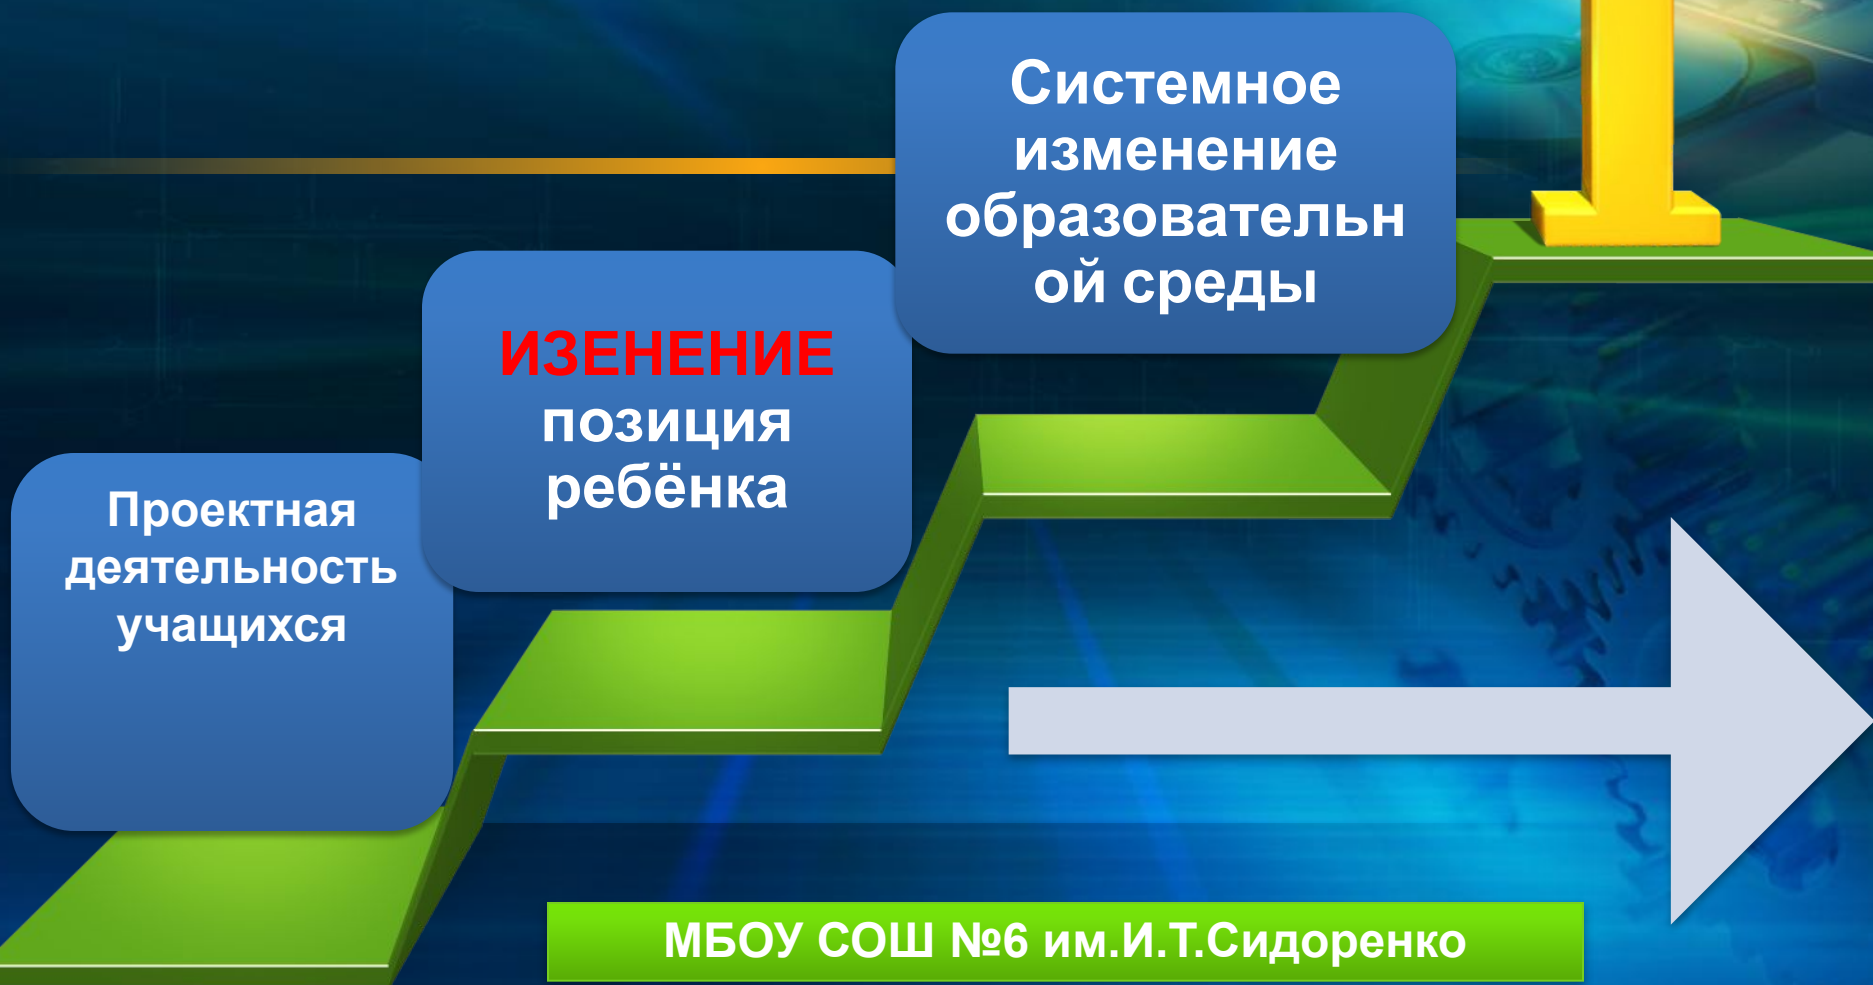 Системное
изменение
образовательн
ой среды
ИЗЕНЕНИЕ
позиция
ребёнка
Проектная
деятельность
учащихся
МБОУ СОШ №6 им.И.Т.Сидоренко